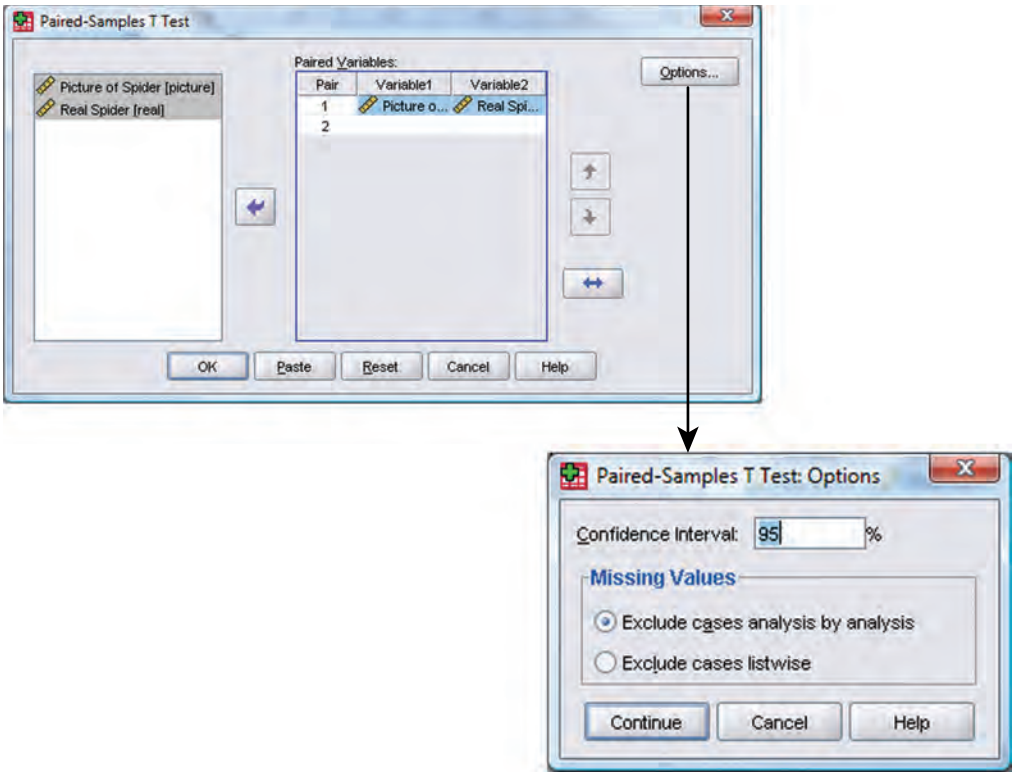 Paired-Samples T Test
Picture of Spider [picture]
Real Spider [real]
Paired Variables:
Pair Variable1 Variable2
1 Picture o... Real Spi...
2
Options...
OK Paste Reset Cancel Help
Paired-Samples T Test: Options
Confidence Interval: 95 %
Missing Values
Exclude cases analysis by analysis
Exclude cases listwise
Continue Cancel Help